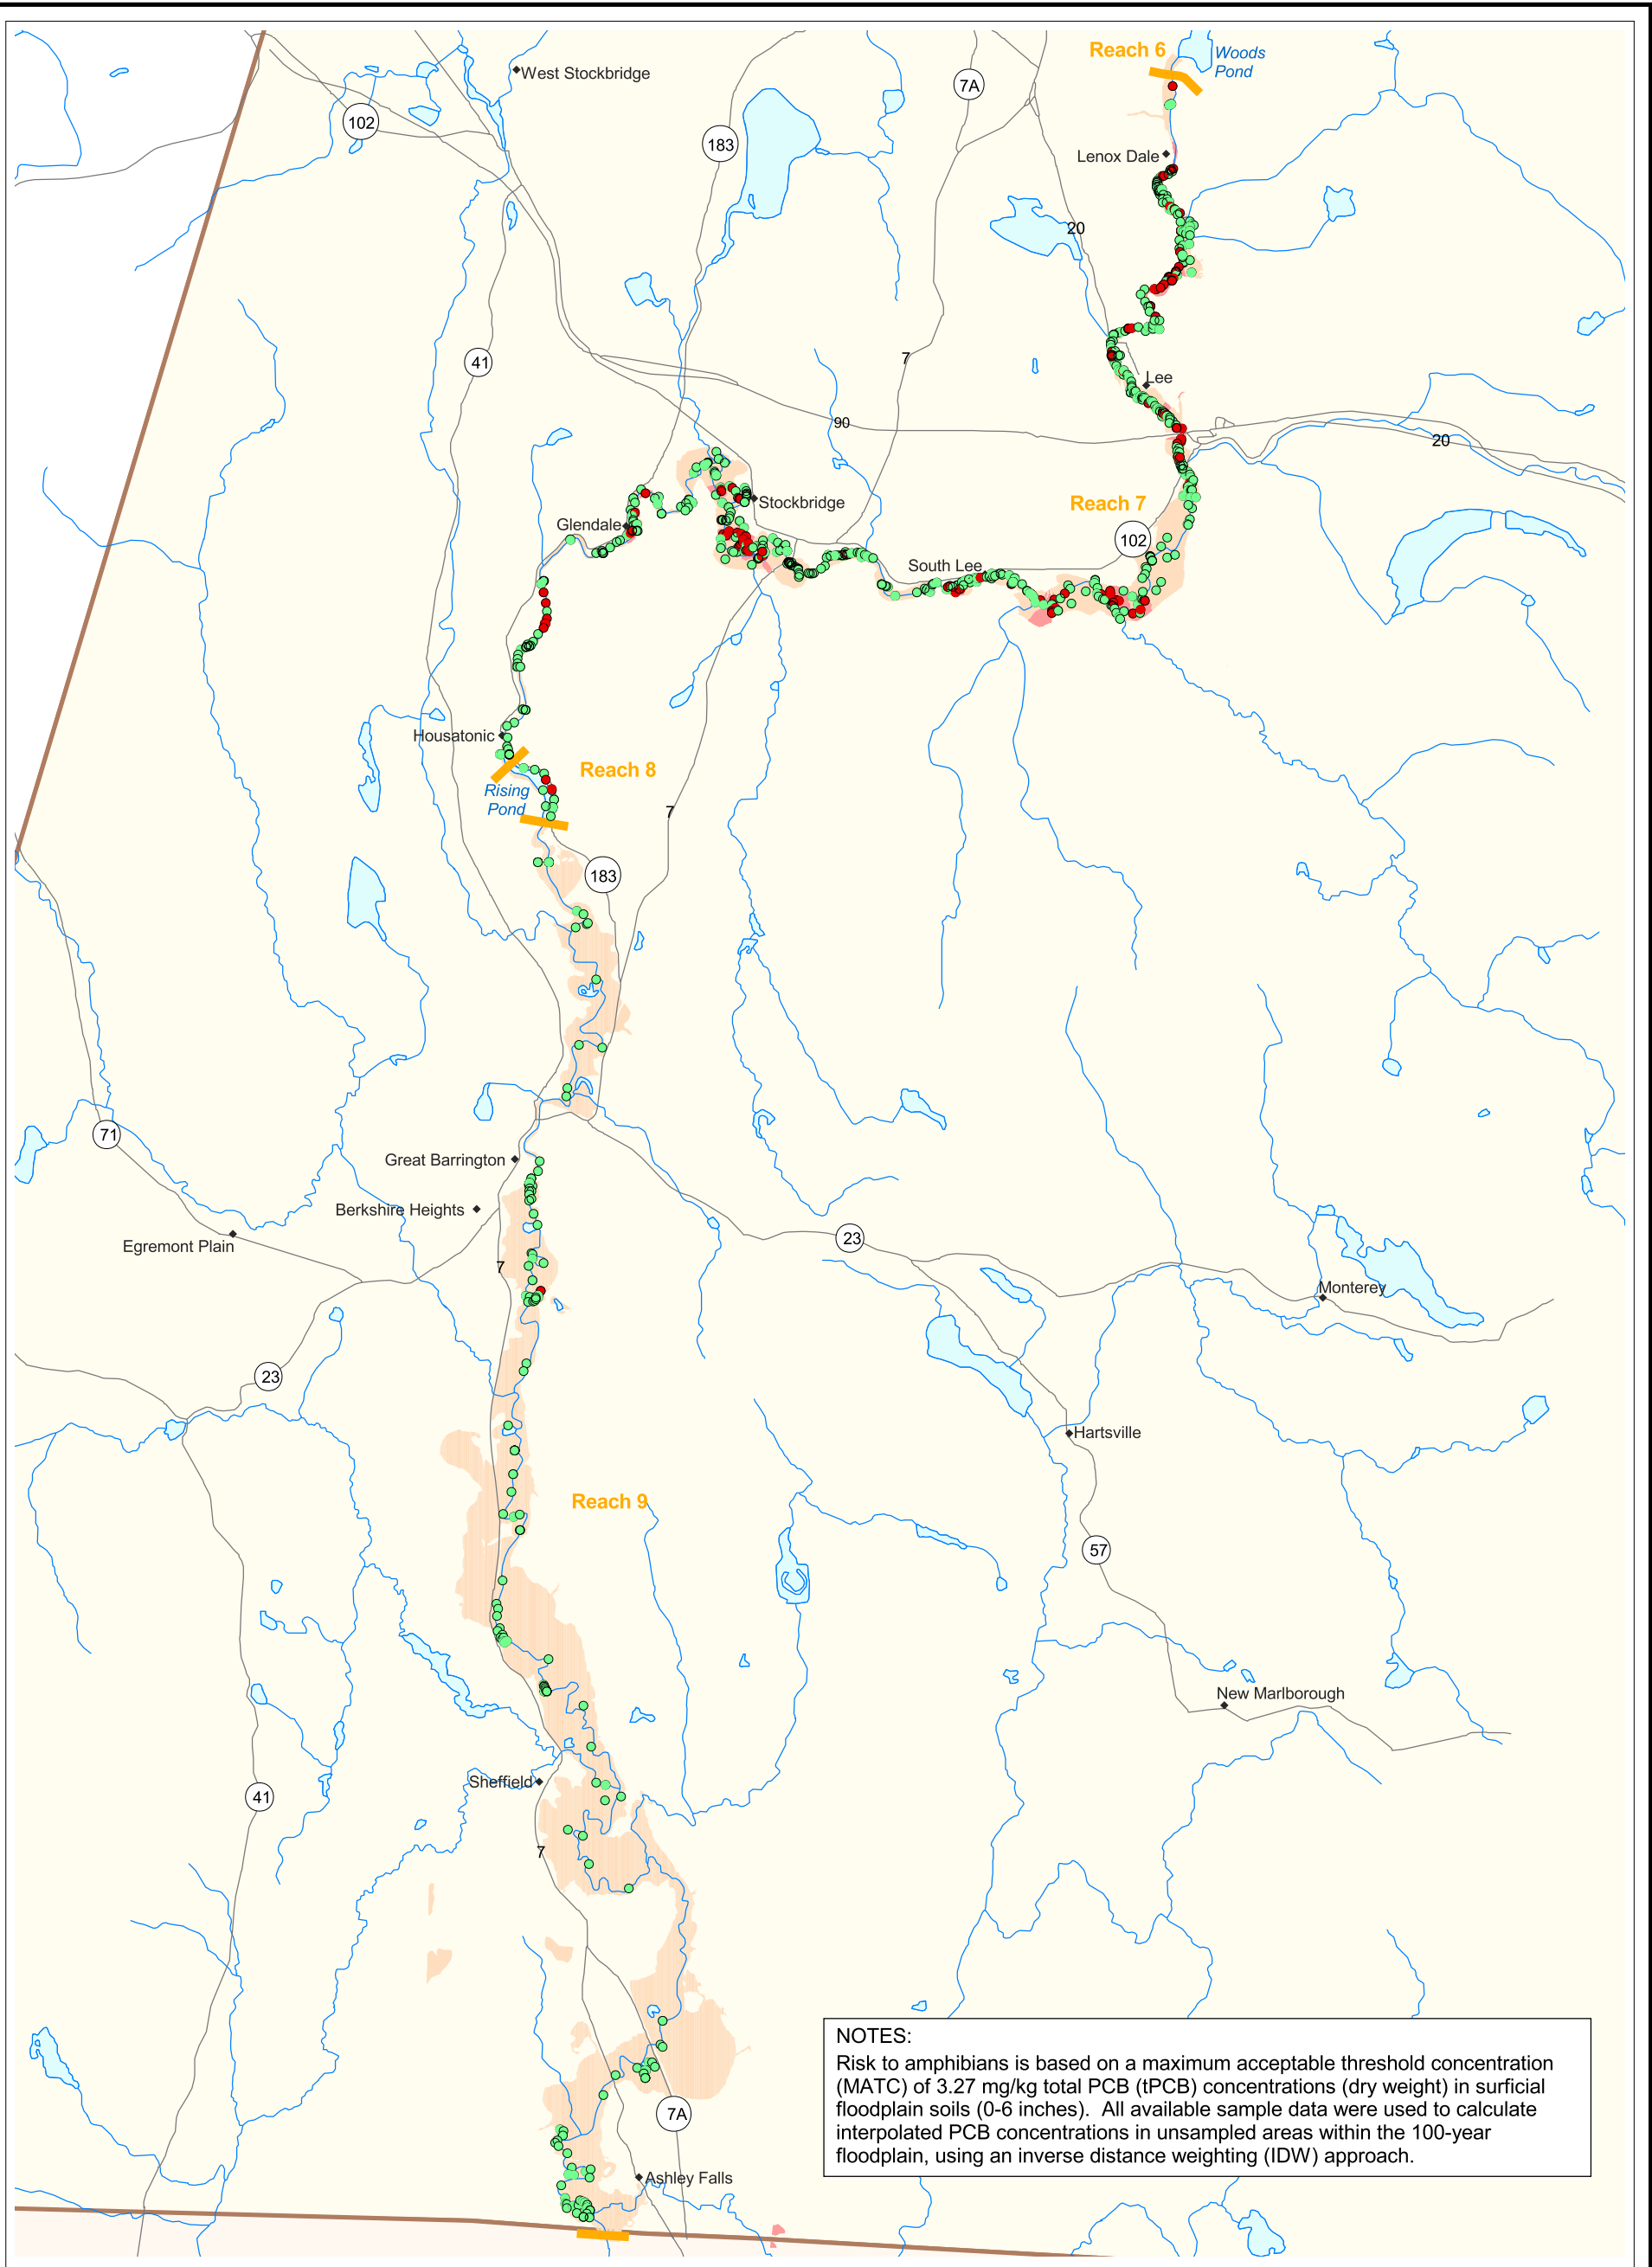 Reach 6
Woods
Pond
West Stockbridge
7A
102
183
Lenox Dale
20
41
7
Lee
90
20
Stockbridge
Reach 7
Glendale
102
South Lee
Housatonic
Reach 8
Rising
Pond
7
183
71
Great Barrington
Berkshire Heights
23
Egremont Plain
7
Monterey
23
Hartsville
Reach 9
57
New Marlborough
Sheffield
41
7
NOTES:
Risk to amphibians is based on a maximum acceptable threshold concentration
(MATC) of 3.27 mg/kg total PCB (tPCB) concentrations (dry weight) in surficial
floodplain soils (0-6 inches).  All available sample data were used to calculate
interpolated PCB concentrations in unsampled areas within the 100-year
floodplain, using an inverse distance weighting (IDW) approach.
7A
Ashley Falls